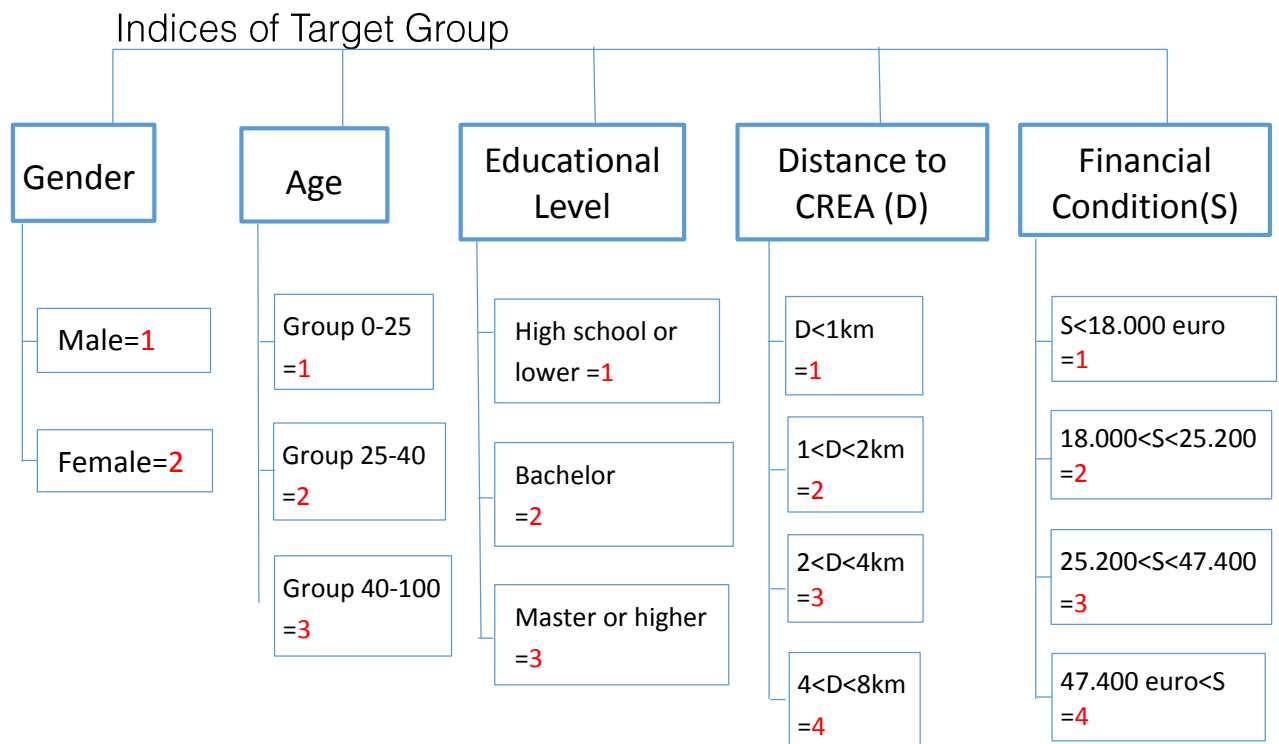 Indices of Target Group
Gender
Male=1
Female=2
Age
Group 0-25
=1
Group 25-40
=2
Group 40-100
=3
Educational
Level
High school or
lower =1
Bachelor
=2
Master or higher
=3
Distance to
CREA (D)
D<1km
=1
1<D<2km
=2
2<D<4km
=3
4<D<8km
=4
Financial
Condition(S)
S<18.000 euro
=1
18.000<S<25.200
=2
25.200<S<47.400
=3
47.400 euro<S
=4